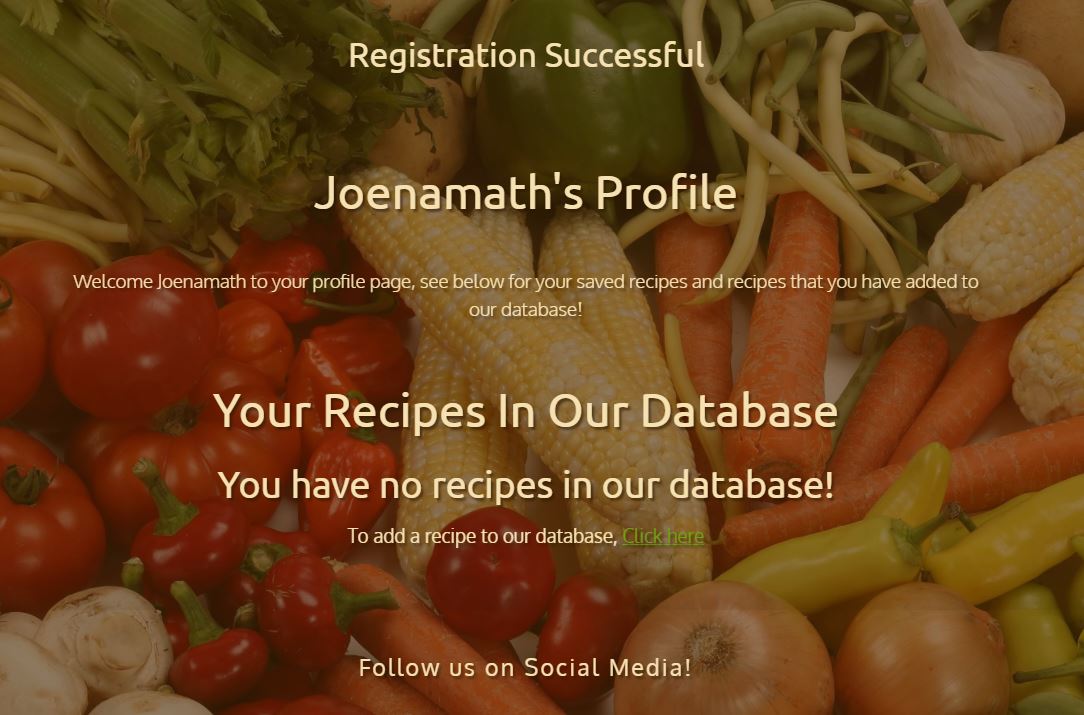 Registration Successful
Joenamath's Profile
Welcome Joenamath to your profile page, see below for your saved recipes and recipes that you have added to
our database!
Your Recipes In Our Database
You have no recipes in our database!
To add a recipe to our database, Click here
Follow us on Social Media!